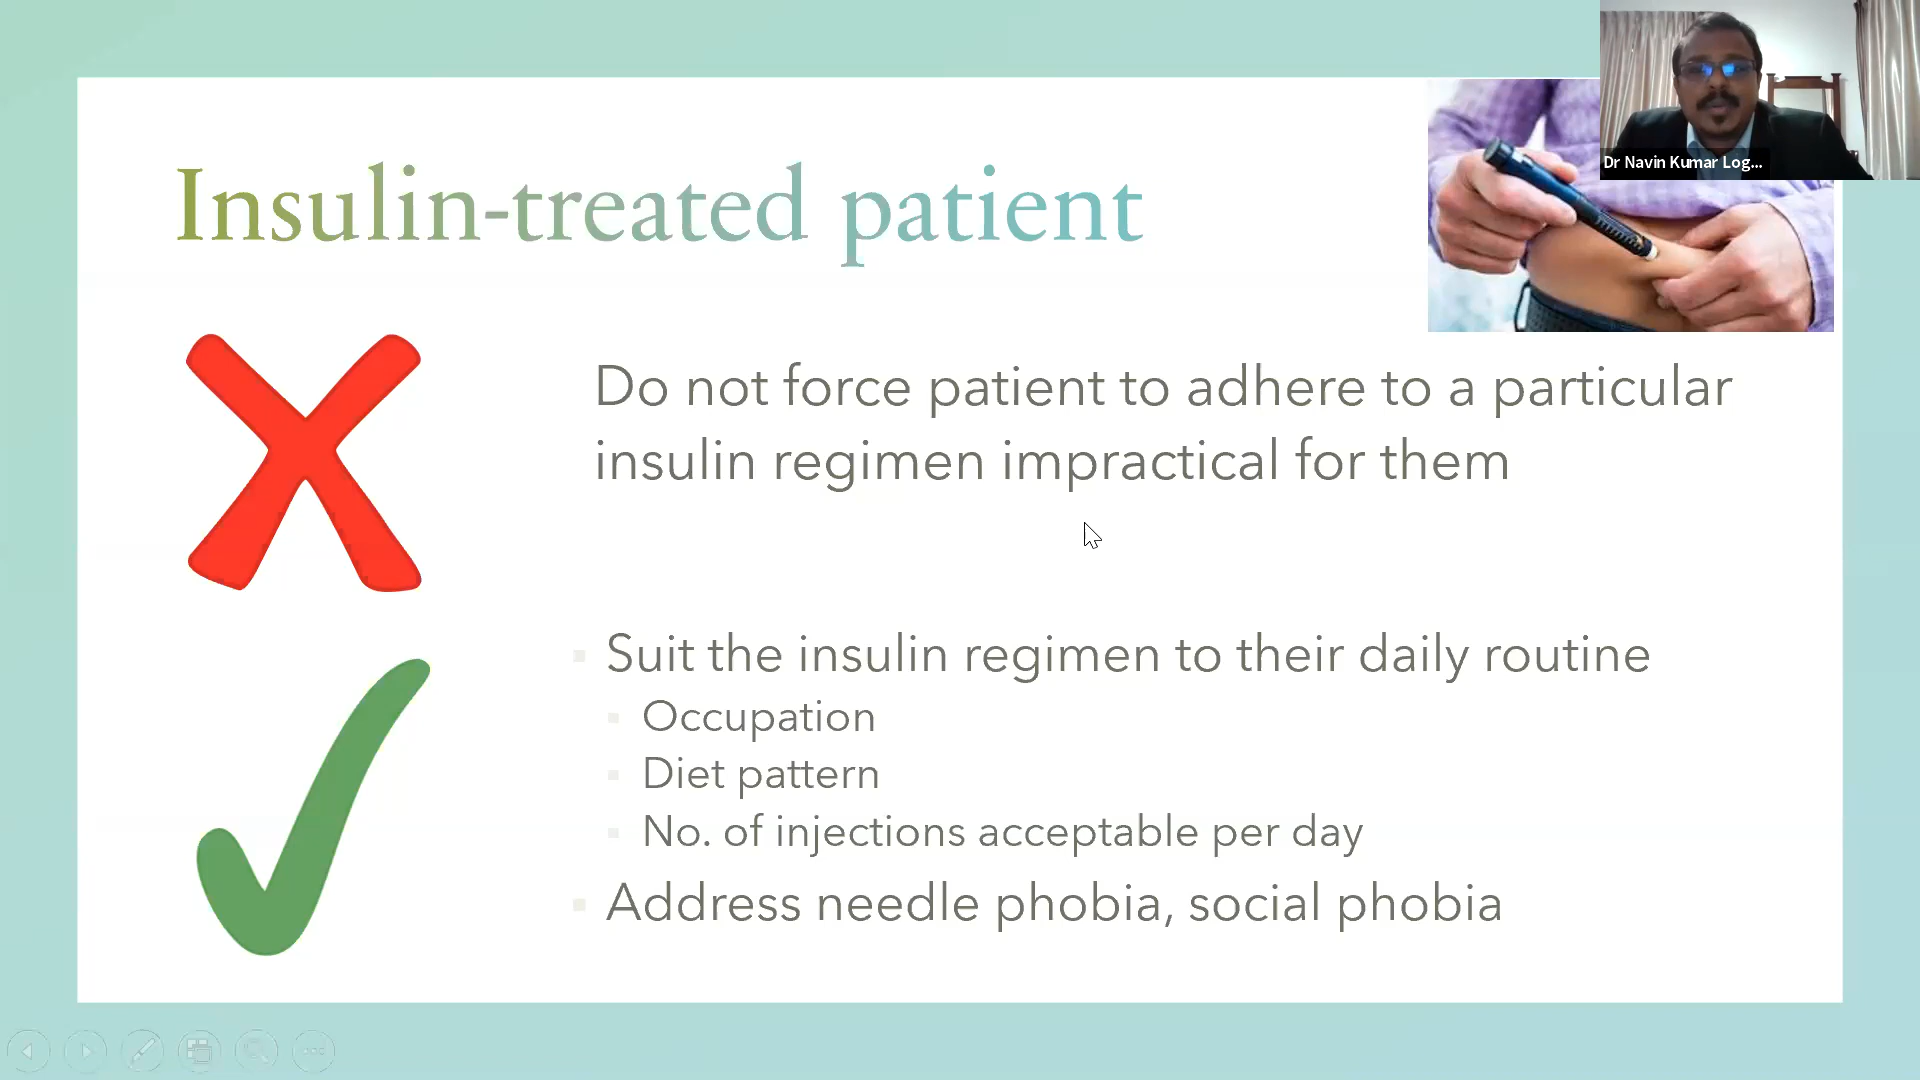 Insulin-treated patient
Dr Navin Kumar Log...
Do not force patient to adhere to a particular
insulin regimen impractical for them
Suit the insulin regimen to their daily routine
Occupation
Diet pattern
No. of injections acceptable per day
Address needle phobia, social phobia